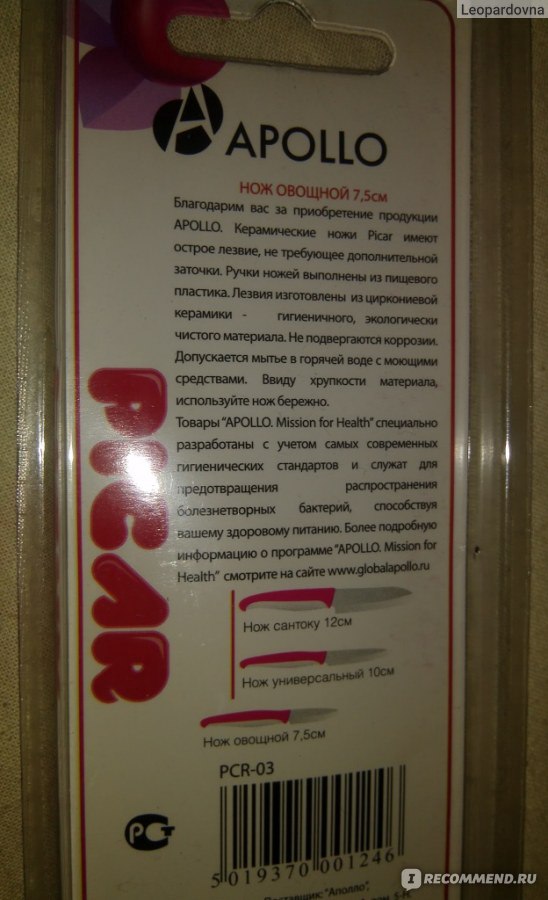 Leopardovna
APOLLO
НОЖ ОВОЩНОЙ 7,5см
Благодарим вас за приобретение продукции
APOLLO. Керамические ножи Picar имеют
острое лезвие, не требующее дополнительной
заточки. Ручки ножей выполнены из пищевого
пластика. Лезвия изготовлены из циркониевой
керамики - гигиеничного, экологически
чистого материала. Не подвергаются коррозии.
Допускается мытье в горячей воде с моющими
средствами. Ввиду хрупкости материала,
используйте нож бережно.
Товары "APOLLO. Mission for Health" специально
разработаны с учетом самых современных
гигиенических стандартов и служат для
предотвращения распространения
болезнетворных бактерий, способствуя
вашему здоровому питанию. Более подробную
информацию о программе "APOLLO. Mission for
Health" смотрите на сайте www.globalapollo.ru
PICAR
Нож сантоку 12см
Нож универсальный 10см
Нож овощной 7,5см
PCR-03
РСТ
5 019370 001246
Поставщик: "Аполло",
IRECOMMEND.RU